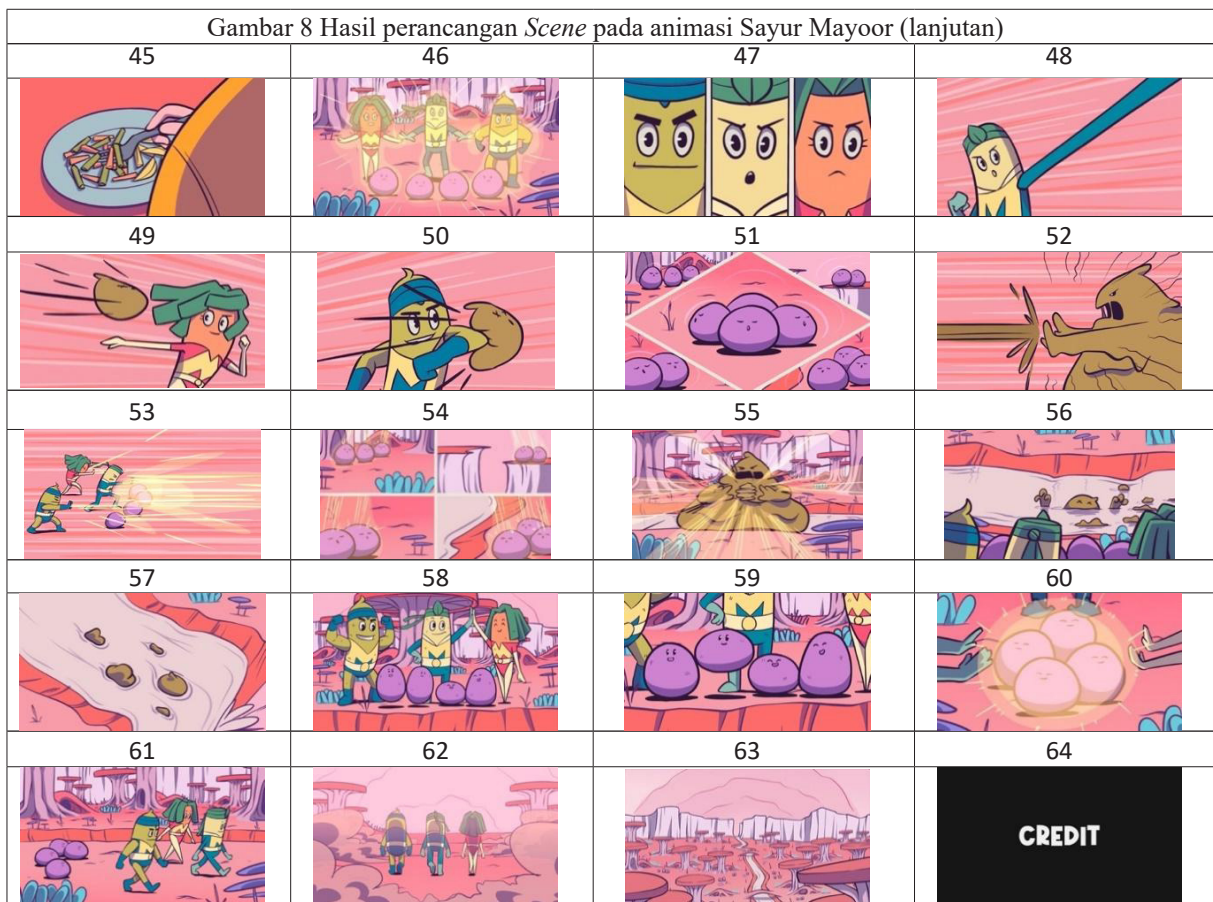 Gambar 8 Hasil perancangan Scene pada animasi Sayur Mayoor (lanjutan)
45 46 47 48
49 50 51 52
53 54 55 56
57 58 59 60
61 62 63 64
CREDIT